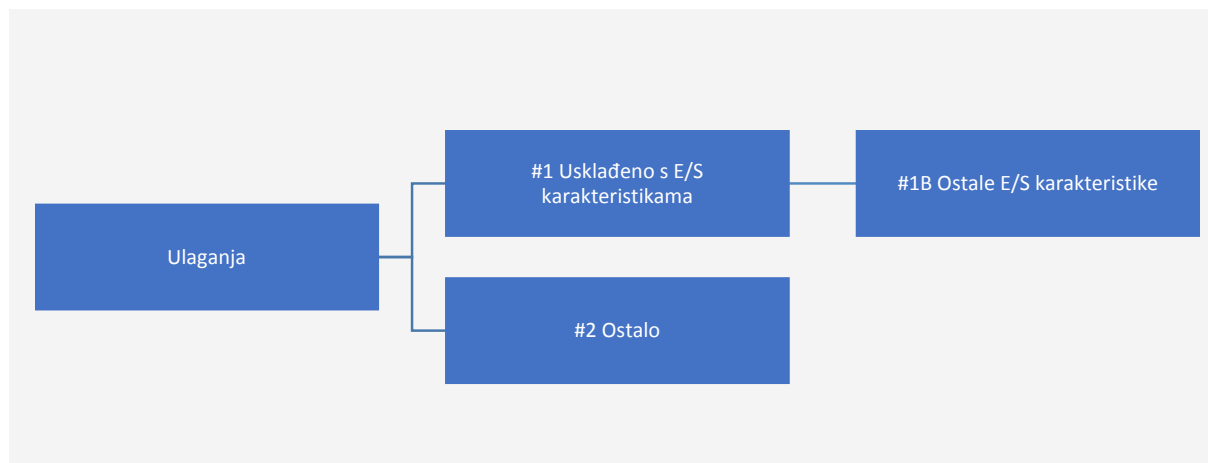 #1 Usklađeno s E/S
karakteristikama
#1B Ostale E/S karakteristike
Ulaganja
#2 Ostalo